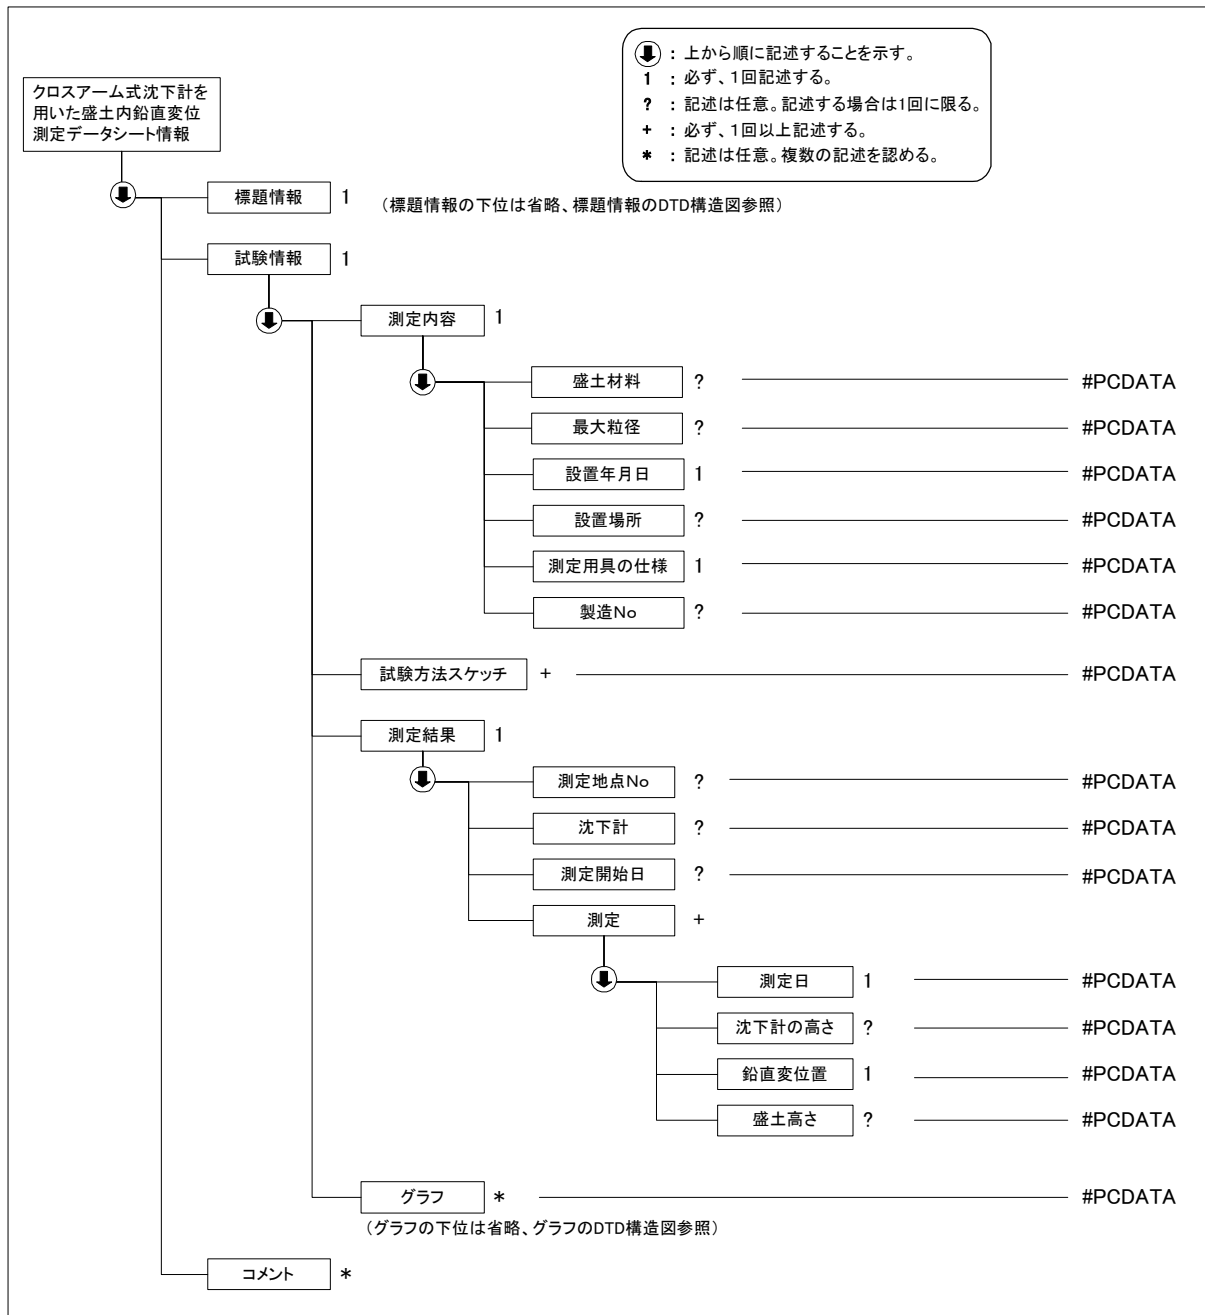 ⬇ : 上から順に記述することを示す。
1 : 必ず、1回記述する。
? : 記述は任意。記述する場合は1回に限る。
+ : 必ず、1回以上記述する。
* : 記述は任意。複数の記述を認める。
クロスアーム式沈下計を
用いた盛土内鉛直変位
測定データシート情報
標題情報 1 (標題情報の下位は省略、標題情報のDTD構造図参照)
試験情報 1
測定内容 1
盛土材料 ? #PCDATA
最大粒径 ? #PCDATA
設置年月日 1 #PCDATA
設置場所 ? #PCDATA
測定用具の仕様 1 #PCDATA
製造No ? #PCDATA
試験方法スケッチ + #PCDATA
測定結果 1
測定地点No ? #PCDATA
沈下計 ? #PCDATA
測定開始日 ? #PCDATA
測定 +
測定日 1 #PCDATA
沈下計の高さ ? #PCDATA
鉛直変位置 1 #PCDATA
盛土高さ ? #PCDATA
グラフ * #PCDATA
(グラフの下位は省略、グラフのDTD構造図参照)
コメント *